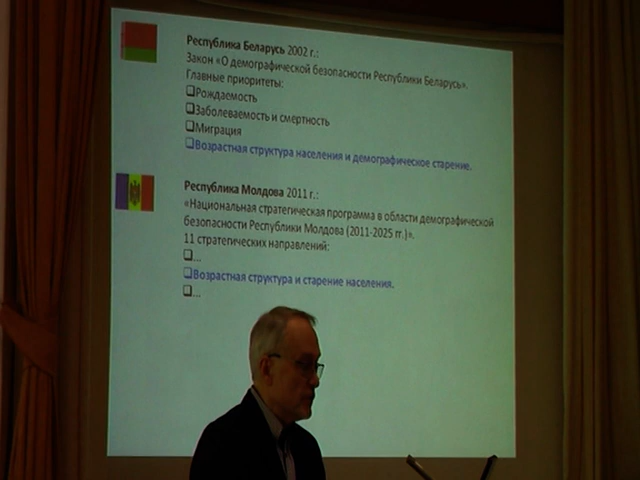 Республика Беларусь 2002 г.:
Закон «О демографической безопасности Республики Беларусь».
Главные приоритеты:
❑Рождаемость
❑Заболеваемость и смертность
❑Миграция
❑Возрастная структура населения и демографическое старение.
Республика Молдова 2011 г.:
«Национальная стратегическая программа в области демографической
безопасности Республики Молдова (2011-2025 гг.)».
11 стратегических направлений:
❑...
❑Возрастная структура и старение населения.
❑...